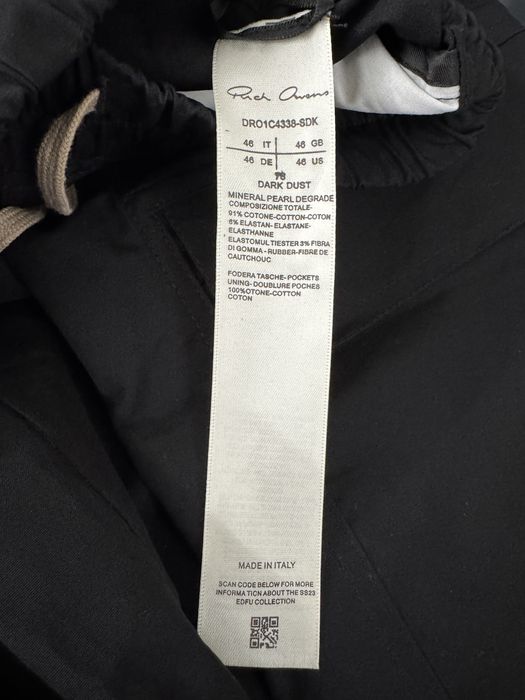 Rick Owens
DRO1C4338-SDK
46 IT 46 GB
46 DE 46 US
78
DARK DUST
MINERAL PEARL DEGRADE
COMPOSIZIONE TOTALE-
91% COTONE-COTTON-COTON
6% ELASTAN-ELASTANE-
ELASTHANNE
ELASTOMULTIESTER 3% FIBRA
DI GOMMA-RUBBER-FIBRE DE
CAUTCHOUC
FODERA TASCHE-POCKETS
UNING-DOUBLURE POCHES
100%OTONE-COTTON
COTON
MADE IN ITALY
SCAN CODE BELOW FOR MORE
INFORMATION ABOUT THE SS23
EDFU COLLECTION